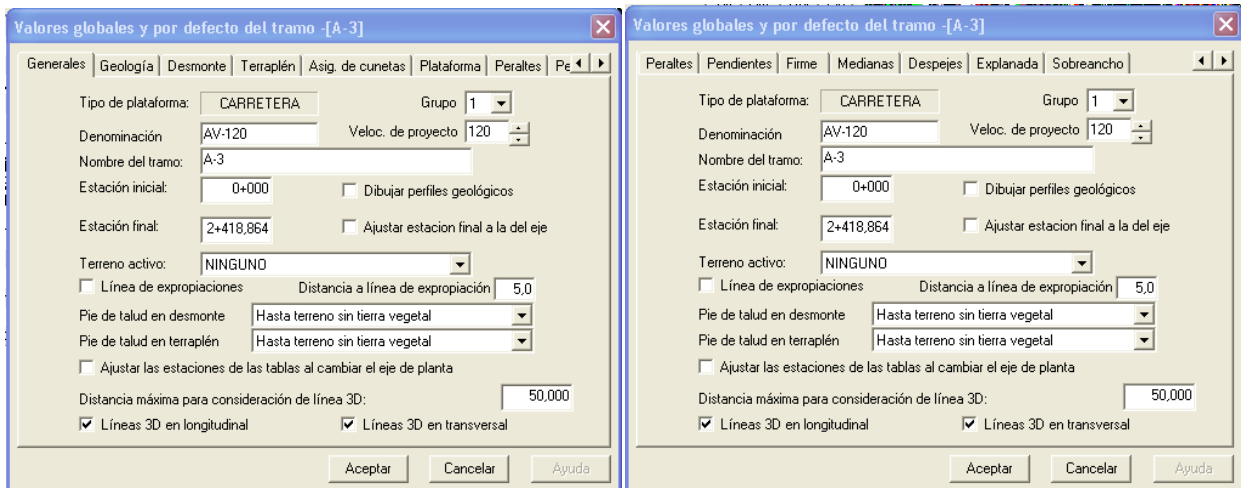 Valores globales y por defecto del tramo -[A-3]
Generales Geología Desmonte Terraplén Asig. de cunetas Plataforma Peraltes Pe
Tipo de plataforma: CARRETERA Grupo 1
Denominación AV-120 Veloc. de proyecto 120
Nombre del tramo: A-3
Estación inicial: 0+000 Dibujar perfiles geológicos
Estación final: 2+418,864 Ajustar estacion final a la del eje
Terreno activo: NINGUNO
Línea de expropiaciones Distancia a línea de expropiación 5,0
Pie de talud en desmonte Hasta terreno sin tierra vegetal
Pie de talud en terraplén Hasta terreno sin tierra vegetal
Ajustar las estaciones de las tablas al cambiar el eje de planta
Distancia máxima para consideración de línea 3D: 50,000
Líneas 3D en longitudinal Líneas 3D en transversal
Aceptar Cancelar Ayuda
Valores globales y por defecto del tramo -[A-3]
Peraltes Pendientes Firme Medianas Despejes Explanada Sobreancho
Tipo de plataforma: CARRETERA Grupo 1
Denominación AV-120 Veloc. de proyecto 120
Nombre del tramo: A-3
Estación inicial: 0+000 Dibujar perfiles geológicos
Estación final: 2+418,864 Ajustar estacion final a la del eje
Terreno activo: NINGUNO
Línea de expropiaciones Distancia a línea de expropiación 5,0
Pie de talud en desmonte Hasta terreno sin tierra vegetal
Pie de talud en terraplén Hasta terreno sin tierra vegetal
Ajustar las estaciones de las tablas al cambiar el eje de planta
Distancia máxima para consideración de línea 3D: 50,000
Líneas 3D en longitudinal Líneas 3D en transversal
Aceptar Cancelar Ayuda